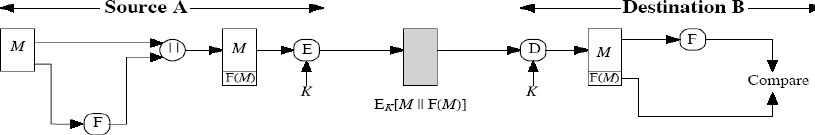 Source A
Destination B
M
||
M
E
D
M
F
F(M)
F(M)
Compare
K
K
F
E_K[M || F(M)]